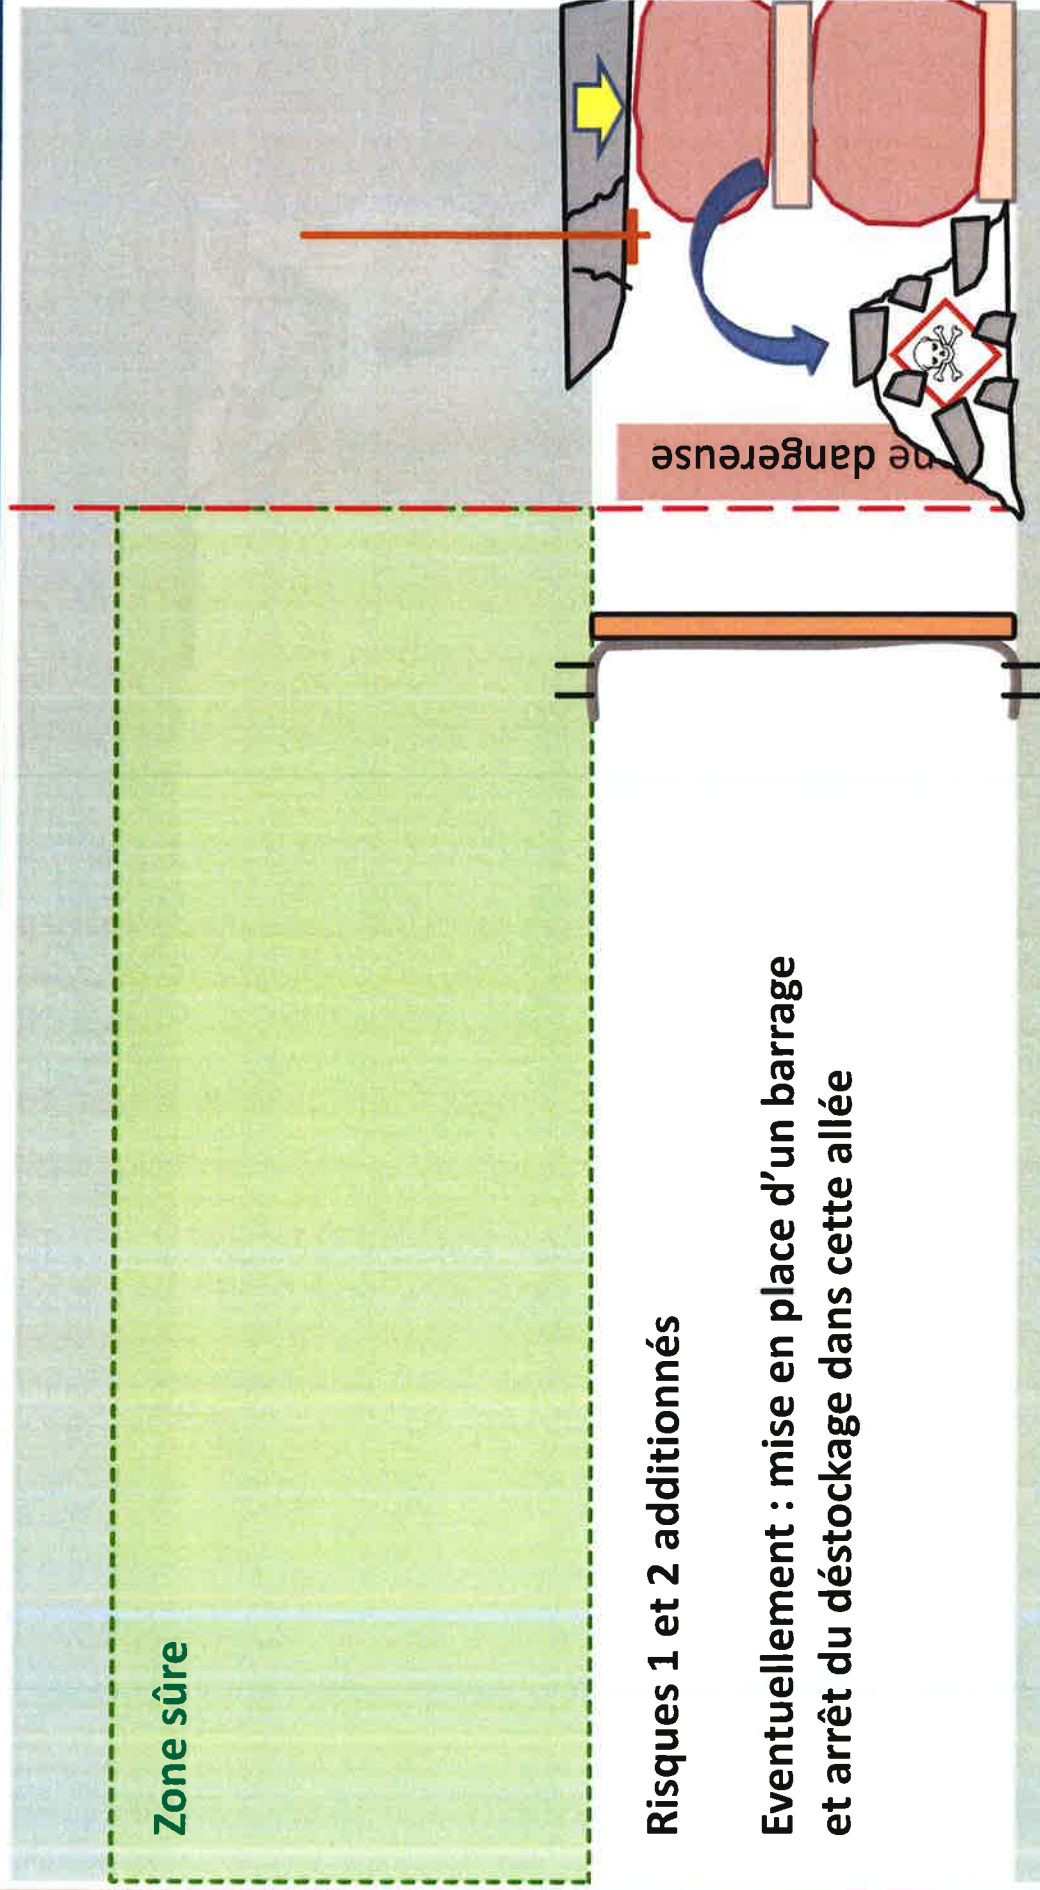 Zone sûre
Risques 1 et 2 additionnés
Eventuellement : mise en place d'un barrage
et arrêt du déstockage dans cette allée
dangereuse